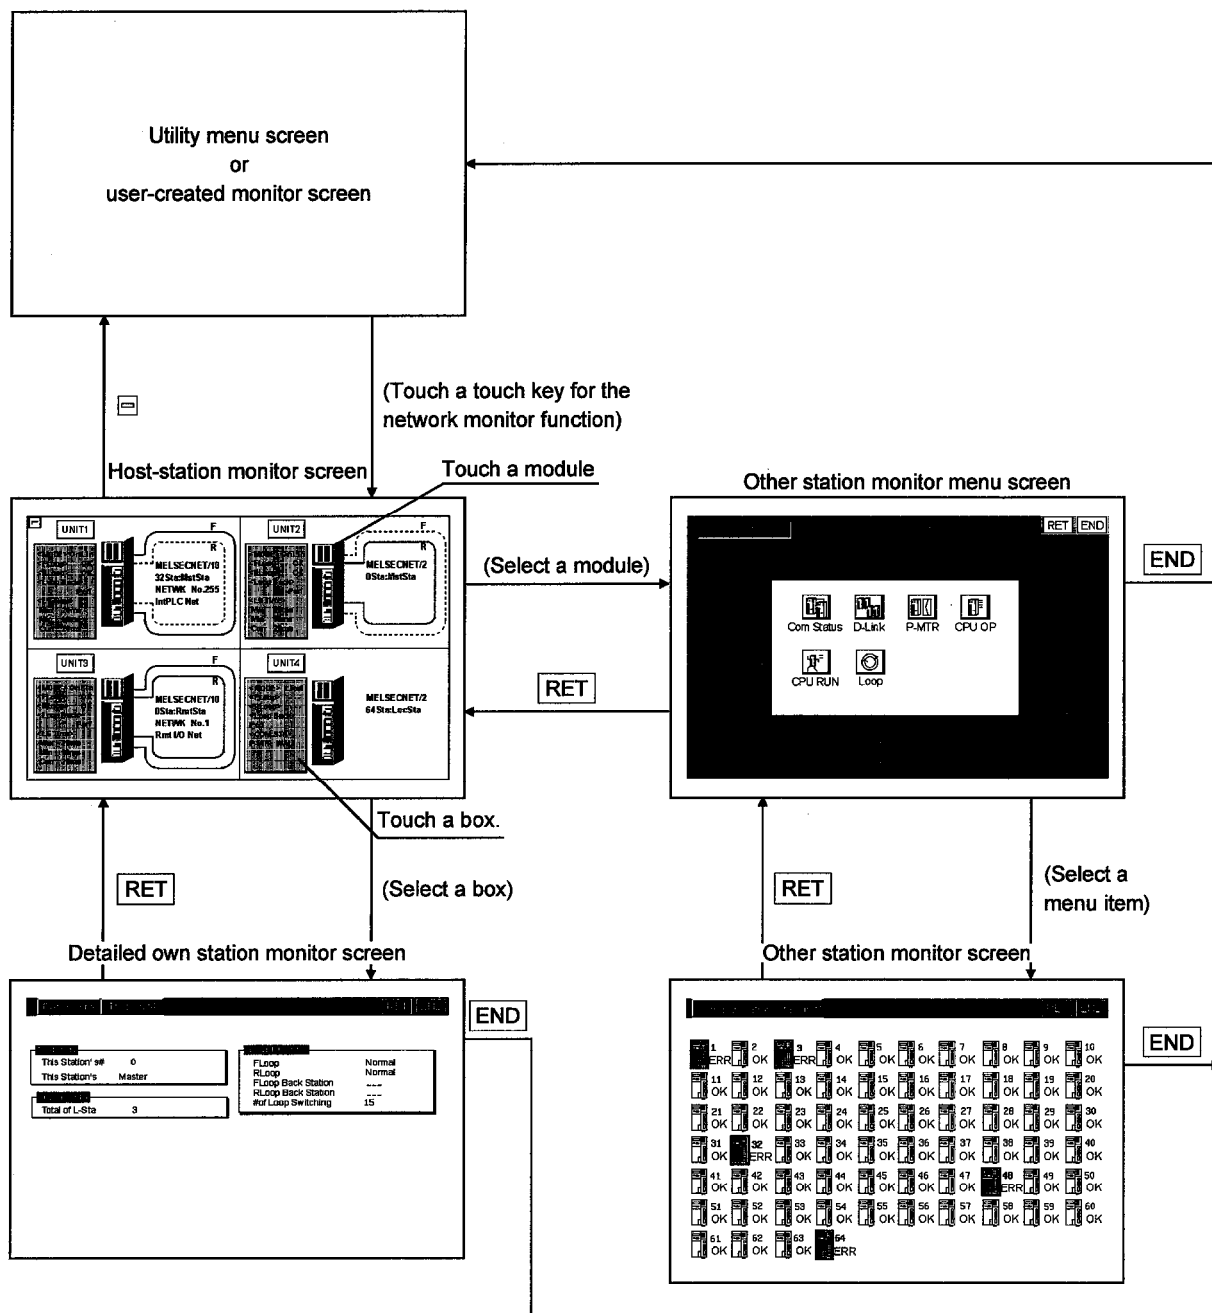 Utility menu screen
or
user-created monitor screen
(Touch a touch key for the
network monitor function)
Host-station monitor screen
Touch a module
Other station monitor menu screen
UNIT1
F
R
MELSECNET/10
32Sta:MstSta
NETWK No.255
IntPLC Net
UNIT2
F
R
MELSECNET/2
0Sta:MstSta
UNIT3
F
R
MELSECNET/10
0Sta:RmtSta
NETWK No.1
Rmt I/O Net
UNIT4
MELSECNET/2
64Sta:LocSta
(Select a module)
RET
RET END
Com Status D-Link P-MTR CPU OP
CPU RUN Loop
END
Touch a box.
RET
(Select a box)
RET
(Select a
menu item)
Detailed own station monitor screen
Other station monitor screen
This Station's# 0
This Station's Master
Total of L-Sta 3
FLoop Normal
RLoop Normal
FLoop Back Station ---
RLoop Back Station ---
#of Loop Switching 15
END
1 ERR 2 OK 3 ERR 4 OK 5 OK 6 OK 7 OK 8 OK 9 OK 10 OK
11 OK 12 OK 13 OK 14 OK 15 OK 16 OK 17 OK 18 OK 19 OK 20 OK
21 OK 22 OK 23 OK 24 OK 25 OK 26 OK 27 OK 28 OK 29 OK 30 OK
31 OK 32 ERR 33 OK 34 OK 35 OK 36 OK 37 OK 38 OK 39 OK 40 OK
41 OK 42 OK 43 OK 44 OK 45 OK 46 OK 47 OK 48 ERR 49 OK 50 OK
51 OK 52 OK 53 OK 54 OK 55 OK 56 OK 57 OK 58 OK 59 OK 60 OK
61 OK 62 OK 63 OK 64 ERR
END